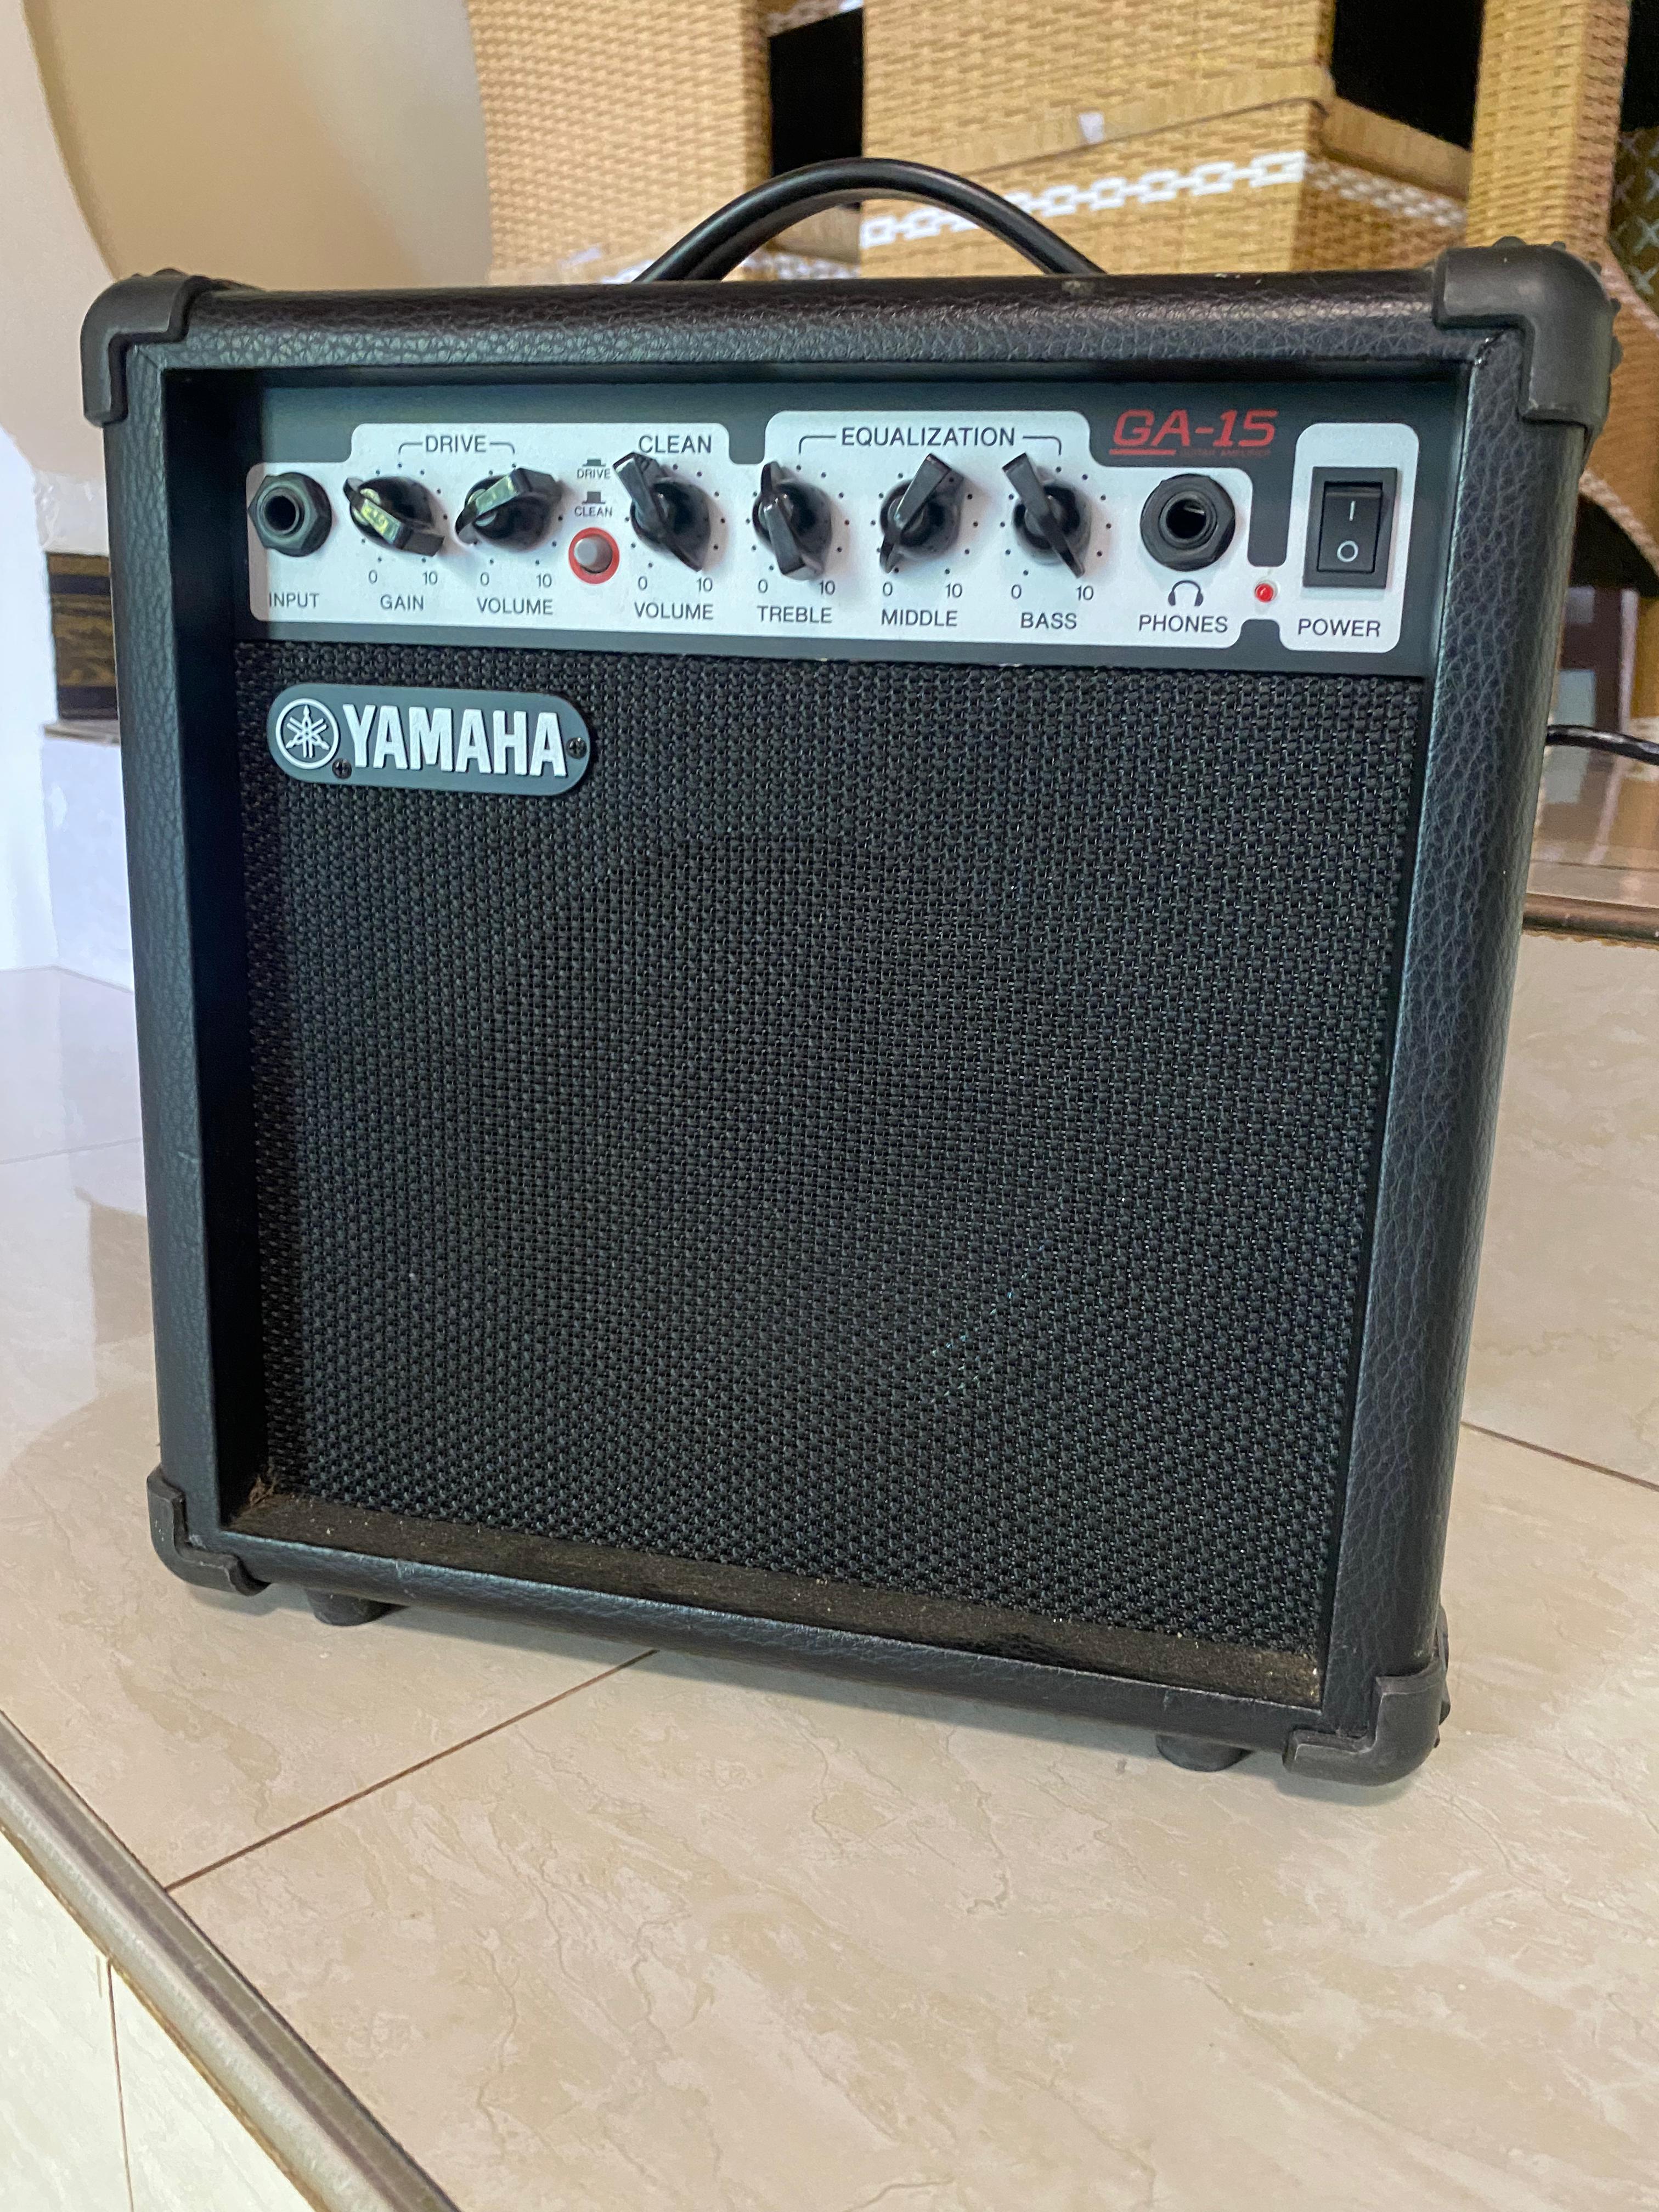 DRIVE
CLEAN
EQUALIZATION
GA-15
GUITAR AMPLIFIER
DRIVE
CLEAN
0 10
0 10
0 10
0 10
0 10
0 10
INPUT
GAIN
VOLUME
VOLUME
TREBLE
MIDDLE
BASS
PHONES
POWER
I
O
YAMAHA